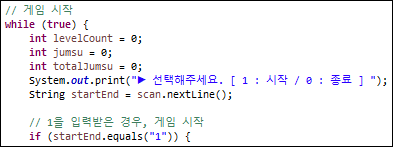 // 게임 시작
while (true) {
    int levelCount = 0;
    int jumsu = 0;
    int totalJumsu = 0;
    System.out.print("▶ 선택해주세요. [ 1 : 시작 / 0 : 종료 ] ");
    String startEnd = scan.nextLine();

    // 1을 입력받은 경우, 게임 시작
    if (startEnd.equals("1")) {